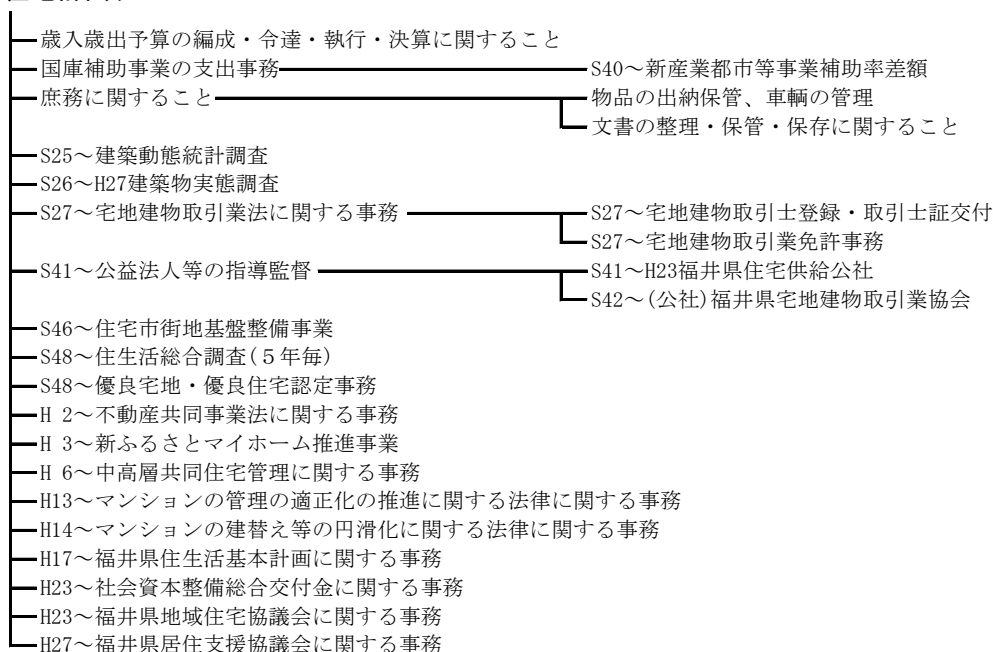 歳入歳出予算の編成・令達・執行・決算に関すること
国庫補助事業の支出事務 S40～新産業都市等事業補助率差額
庶務に関すること 物品の出納保管、車輌の管理
文書の整理・保管・保存に関すること
S25～建築動態統計調査
S26～H27建築物実態調査
S27～宅地建物取引業法に関する事務 S27～宅地建物取引士登録・取引士証交付
S27～宅地建物取引業免許事務
S41～公益法人等の指導監督 S41～H23福井県住宅供給公社
S42～(公社)福井県宅地建物取引業協会
S46～住宅市街地基盤整備事業
S48～住生活総合調査(５年毎)
S48～優良宅地・優良住宅認定事務
H 2～不動産共同事業法に関する事務
H 3～新ふるさとマイホーム推進事業
H 6～中高層共同住宅管理に関する事務
H13～マンションの管理の適正化の推進に関する法律に関する事務
H14～マンションの建替え等の円滑化に関する法律に関する事務
H17～福井県住生活基本計画に関する事務
H23～社会資本整備総合交付金に関する事務
H23～福井県地域住宅協議会に関する事務
H27～福井県居住支援協議会に関する事務